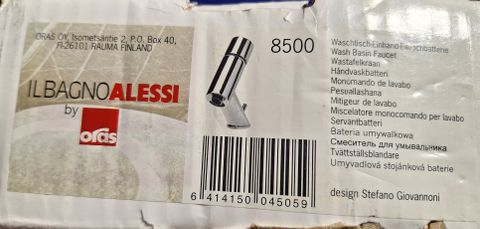 ORAS OY, Isometsäntie 2, P.O. Box 40,
FI-26101 RAUMA FINLAND
IL BAGNO ALESSI
by
oras
8500
Waschtisch-Einhand-
Wash Basin Faucet
Wastafelkraan
Håndvaskbatteri
Monomando de lavabo
Pesuallashana
Mitigeur de lavabo
Miscelatore monocomando per lavabo
Servantbatteri
Bateria umywalkowa
Смеситель для умывальника
Tvättställsblandare
Umyvadlová stojánková baterie
6 414150 045059
design Stefano Giovannoni